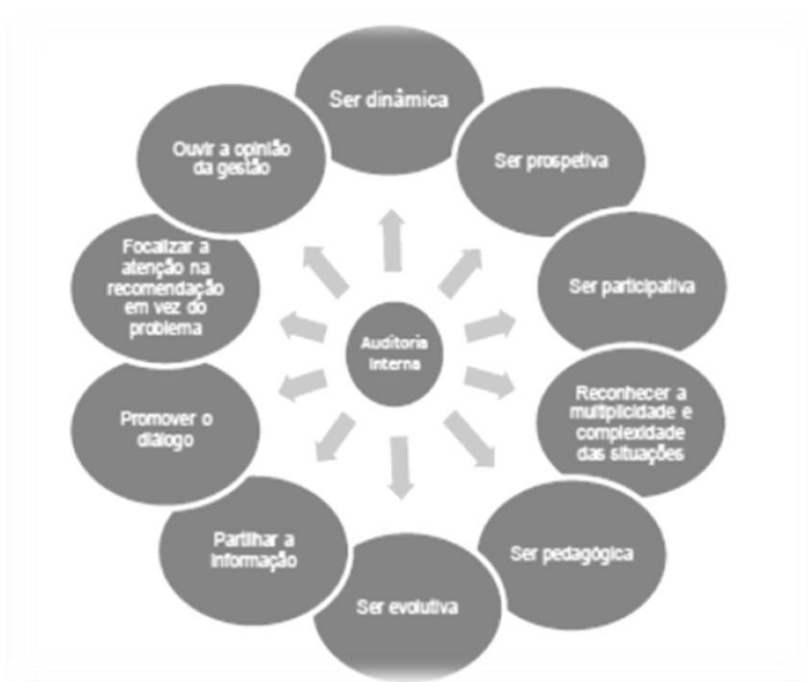 Ser dinâmica
Ser prospetiva
Ser participativa
Reconhecer a
multiplicidade e
complexidade
das situações
Ser pedagógica
Ser evolutiva
Partilhar a
informação
Promover o
diálogo
Focalizar a
atenção na
recomendação
em vez do
problema
Ouvir a opinião
da gestão
Auditoria
Interna